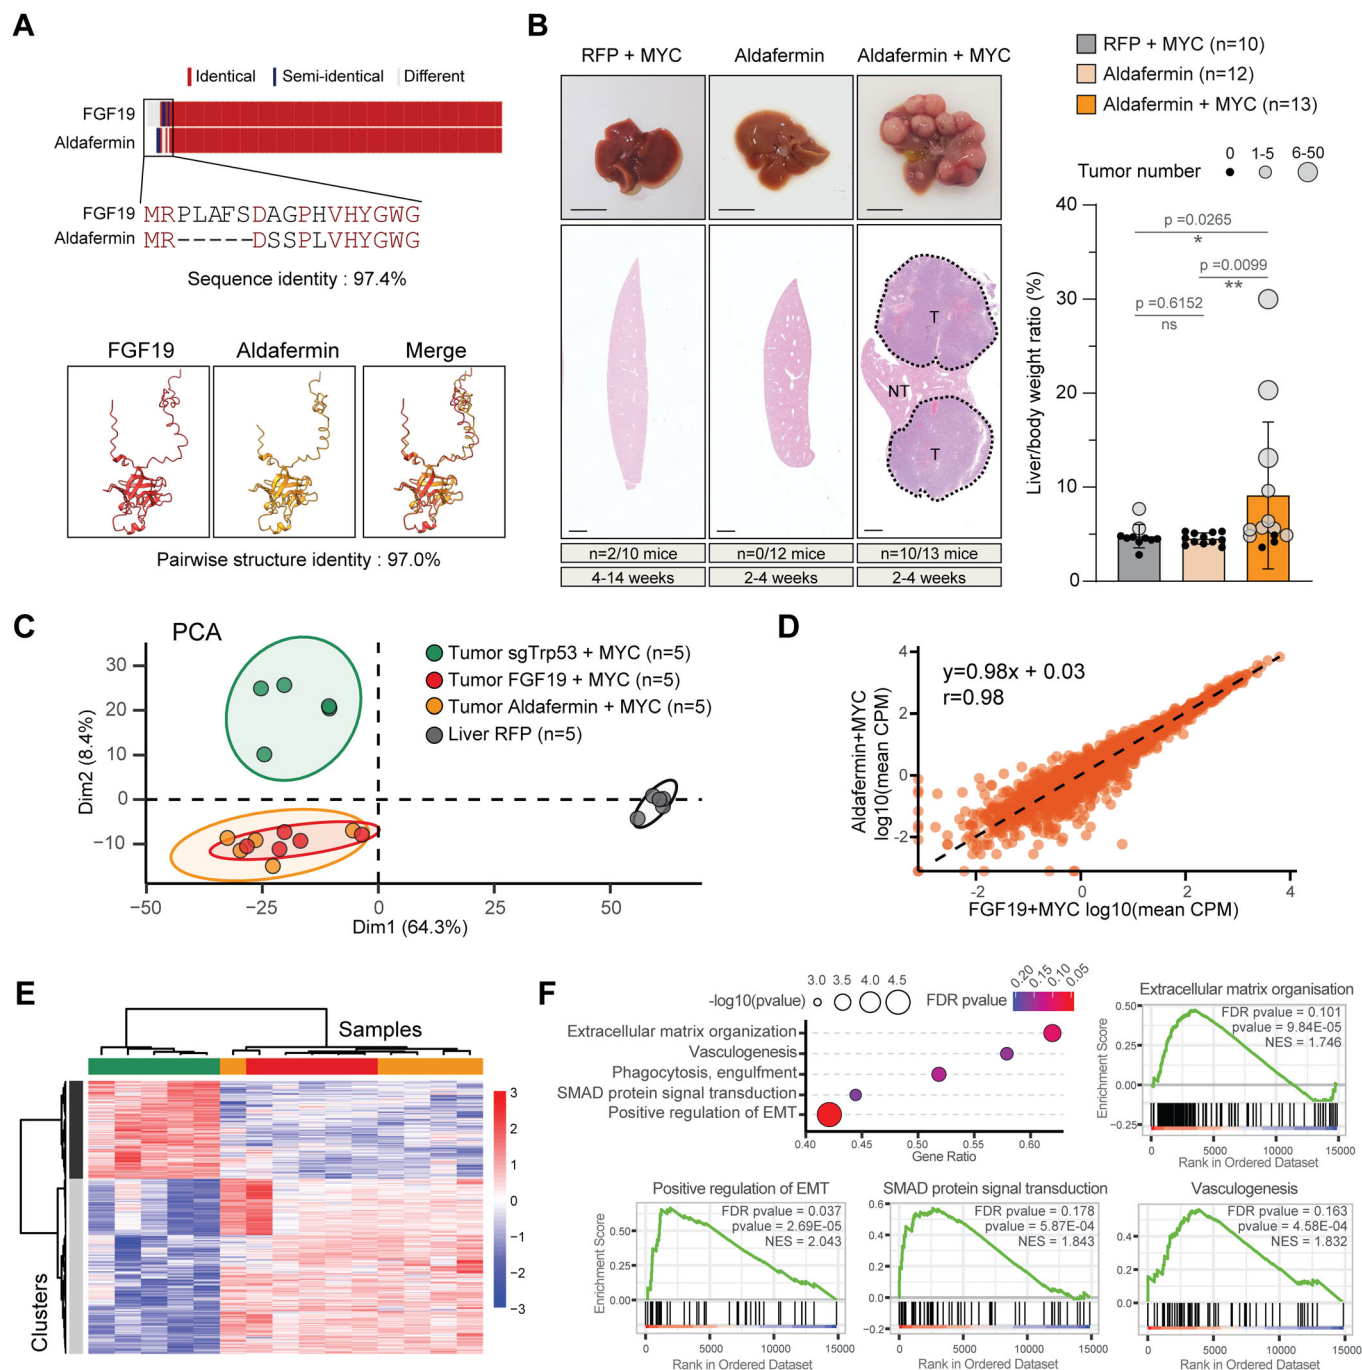 A
Identical
Semi-identical
Different
FGF19
Aldafermin
FGF19 MRPLAFSDAGPHVHYGWG
Aldafermin MR-----DSSPLVHYGWG
Sequence identity : 97.4%
FGF19
Aldafermin
Merge
Pairwise structure identity : 97.0%
B
RFP + MYC
Aldafermin
Aldafermin + MYC
T
NT
T
n=2/10 mice
n=0/12 mice
n=10/13 mice
4-14 weeks
2-4 weeks
2-4 weeks
RFP + MYC (n=10)
Aldafermin (n=12)
Aldafermin + MYC (n=13)
Tumor number
0
1-5
6-50
Liver/body weight ratio (%)
40
30
20
10
0
p =0.0265
*
p =0.0099
**
p =0.6152
ns
C
PCA
Tumor sgTrp53 + MYC (n=5)
Tumor FGF19 + MYC (n=5)
Tumor Aldafermin + MYC (n=5)
Liver RFP (n=5)
Dim2 (8.4%)
30
20
10
0
−10
−50
−25
0
25
50
Dim1 (64.3%)
D
y=0.98x + 0.03
r=0.98
Aldafermin+MYC
log10(mean CPM)
4
2
0
-2
-2
0
2
4
FGF19+MYC log10(mean CPM)
E
Samples
Clusters
3
2
1
0
−1
−2
−3
F
-log10(pvalue)
3.0
3.5
4.0
4.5
FDR pvalue
0.20
0.15
0.10
0.05
Extracellular matrix organization
Vasculogenesis
Phagocytosis, engulfment
SMAD protein signal transduction
Positive regulation of EMT
0.40
0.45
0.50
0.55
0.60
Gene Ratio
Extracellular matrix organisation
FDR pvalue = 0.101
pvalue = 9.84E-05
NES = 1.746
Enrichment Score
0.50
0.25
0.00
−0.25
0
5000
10000
15000
Rank in Ordered Dataset
Positive regulation of EMT
FDR pvalue = 0.037
pvalue = 2.69E-05
NES = 2.043
Enrichment Score
0.50
0.25
0.00
0
5000
10000
15000
Rank in Ordered Dataset
SMAD protein signal transduction
FDR pvalue = 0.178
pvalue = 5.87E-04
NES = 1.843
0.6
0.4
0.2
0.0
−0.2
0
5000
10000
15000
Rank in Ordered Dataset
Vasculogenesis
FDR pvalue = 0.163
pvalue = 4.58E-04
NES = 1.832
0.4
0.2
0.0
0
5000
10000
15000
Rank in Ordered Dataset